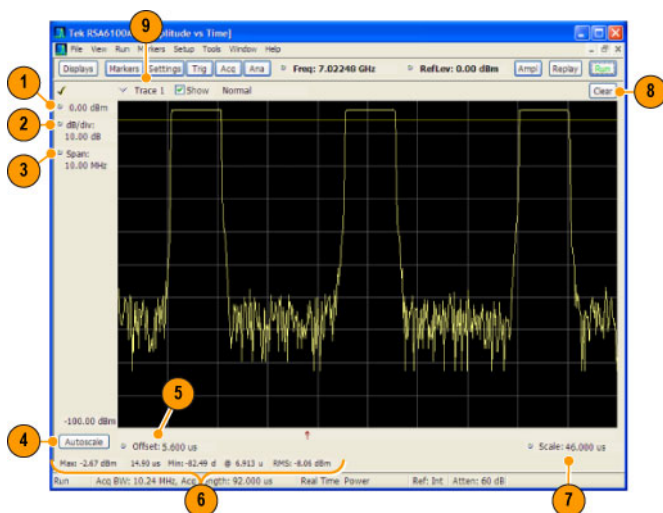 9
Tek RSA6100A [Amplitude vs Time]
File View Run Markers Setup Tools Window Help
Displays Markers Settings Trig Acq Ana Freq: 7.02248 GHz RefLev: 0.00 dBm Ampl Replay Run
Trace 1 Show Normal Clear
1 0.00 dBm 8
2 dB/div:
10.00 dB
3 Span:
10.00 MHz
-100.00 dBm
5
4 Autoscale Offset: 5.600 us Scale: 46.000 us
Max: -2.67 dBm 14.93 us Min: -82.49 d @ 6.913 u RMS: -8.06 dBm
6 7
Run Acq BW: 10.24 MHz, Acq Length: 92.000 us Real Time Power Ref: Int Atten: 60 dB